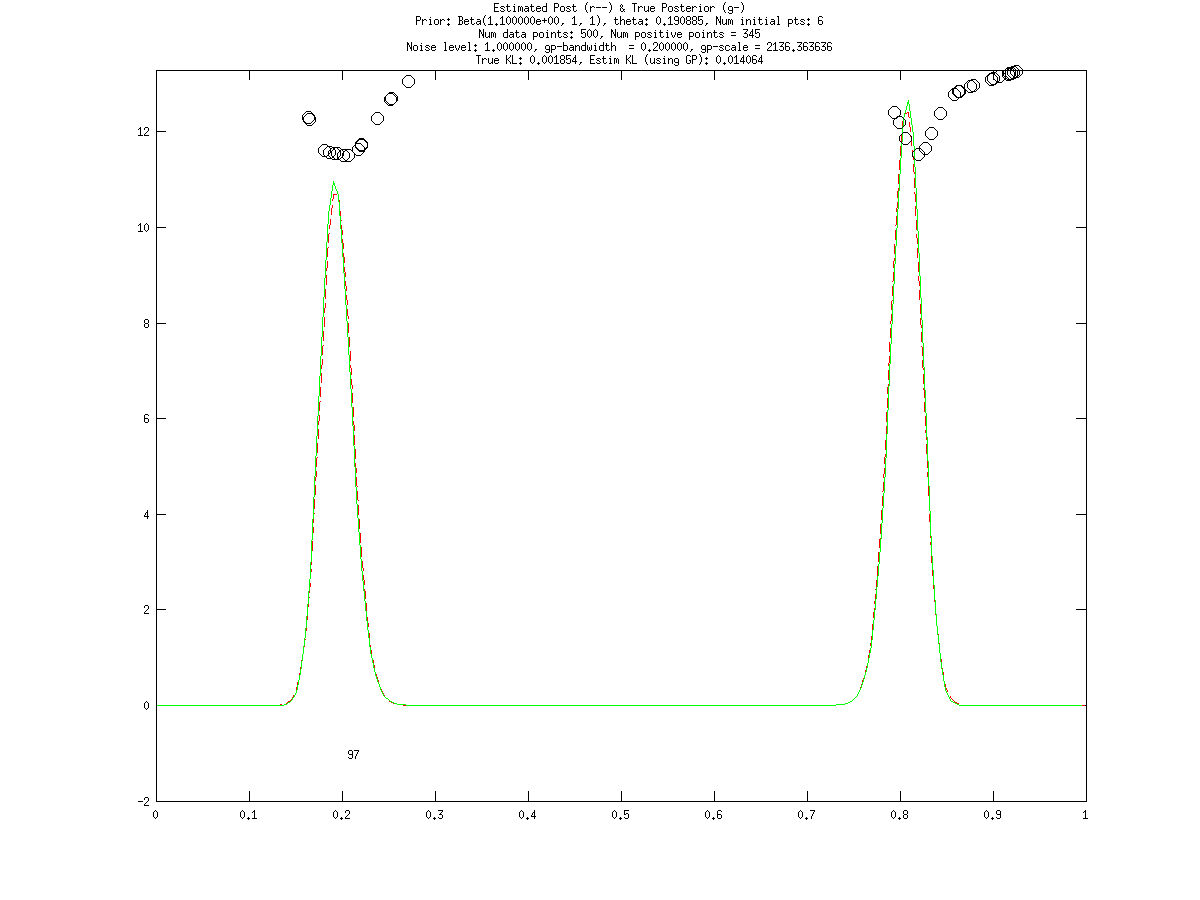 Estimated Post (r--) & True Posterior (g-)
Prior: Beta(1.100000e+00, 1, 1), theta: 0.190885, Num initial pts: 6
Num data points: 500, Num positive points = 345
Noise level: 1.000000, gp-bandwidth  = 0.200000, gp-scale = 2136.363636
True KL: 0.001854, Estim KL (using GP): 0.014064
12
10
8
6
4
2
0
97
-2
0 0.1 0.2 0.3 0.4 0.5 0.6 0.7 0.8 0.9 1